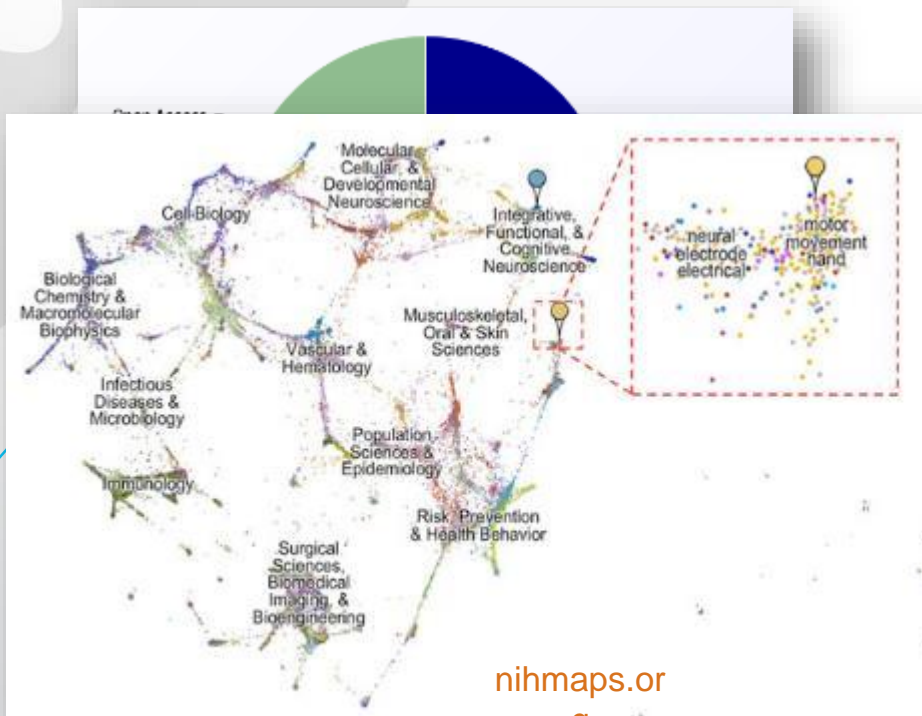 Open Access
Molecular,
Cellular, &
Developmental
Neuroscience
Cell Biology
Integrative,
Functional, &
Cognitive
Neuroscience
neural
electrode
electrical
motor
movement
hand
Biological
Chemistry &
Macromolecular
Biophysics
Musculoskeletal,
Oral & Skin
Sciences
Vascular &
Hematology
Infectious
Diseases &
Microbiology
Population
Sciences &
Epidemiology
Immunology
Risk, Prevention
& Health Behavior
Surgical
Sciences,
Biomedical
Imaging, &
Bioengineering
nihmaps.or
g